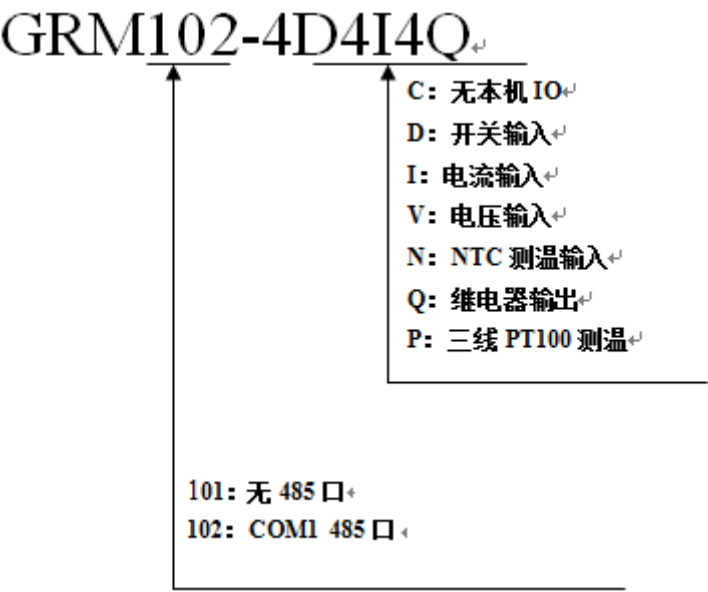 GRM102-4D4I4Q
C：无本机 IO
D：开关输入
I：电流输入
V：电压输入
N：NTC 测温输入
Q：继电器输出
P：三线 PT100 测温
101：无 485 口
102：COM1 485 口